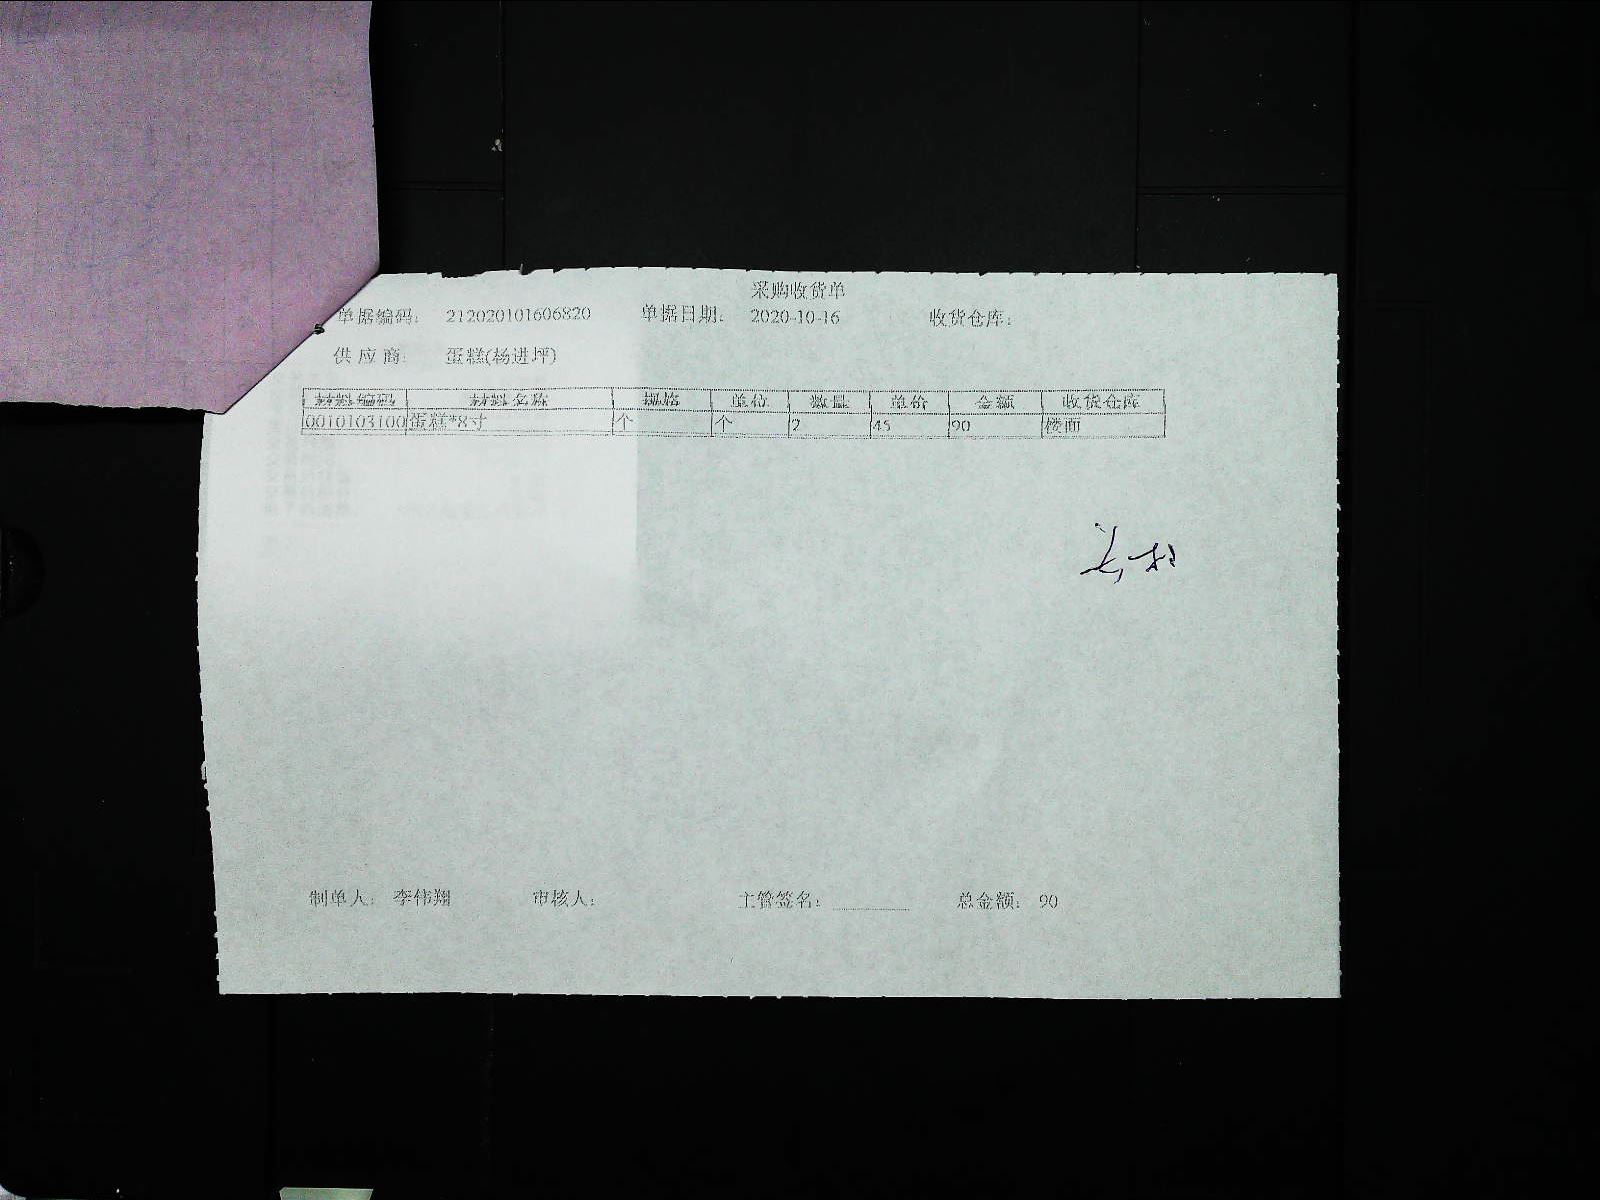 采购收货单
单据编码: 212020101606820 单据日期: 2020-10-16 收货仓库:
供应商: 蛋糕(杨进坪)
材料编码 材料名称 规格 单位 数量 单价 金额 收货仓库
0010103100 蛋糕*8寸 个 个 2 45 90 楼面
制单人: 李伟翔 审核人: 主管签名: 总金额: 90